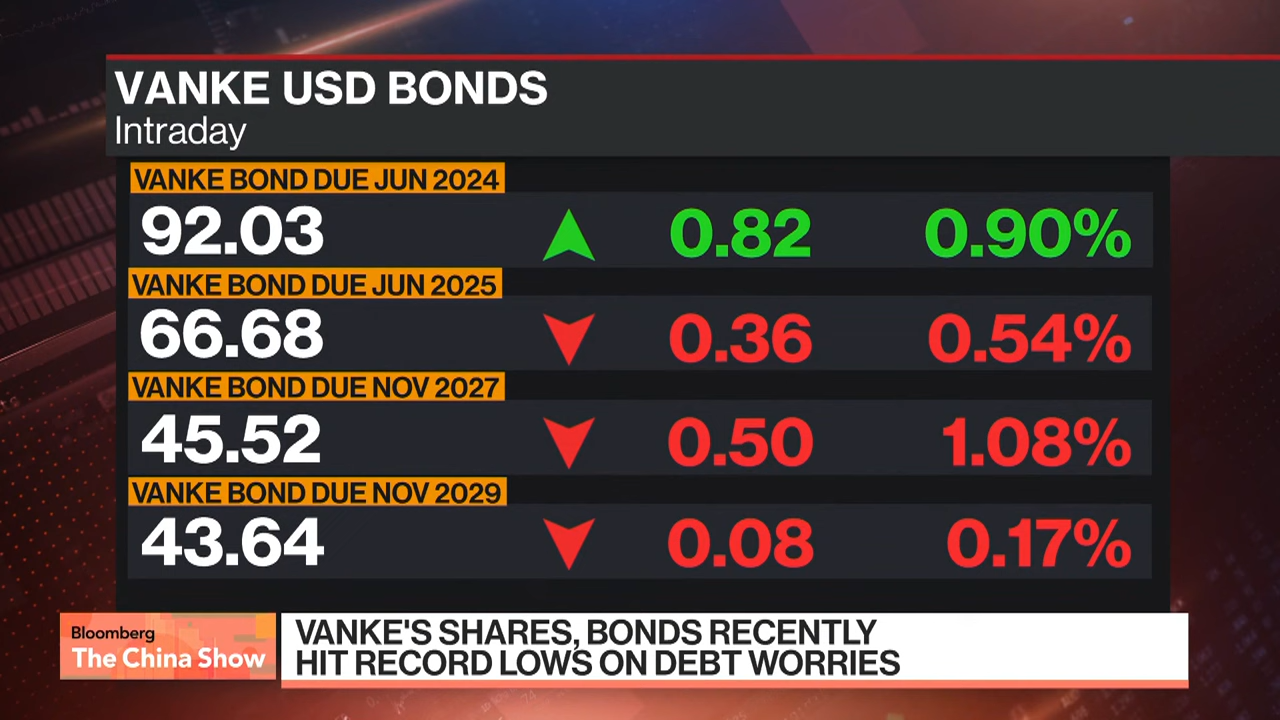 VANKE USD BONDS
Intraday
VANKE BOND DUE JUN 2024
92.03 0.82 0.90%
VANKE BOND DUE JUN 2025
66.68 0.36 0.54%
VANKE BOND DUE NOV 2027
45.52 0.50 1.08%
VANKE BOND DUE NOV 2029
43.64 0.08 0.17%
Bloomberg
The China Show
VANKE'S SHARES, BONDS RECENTLY
HIT RECORD LOWS ON DEBT WORRIES